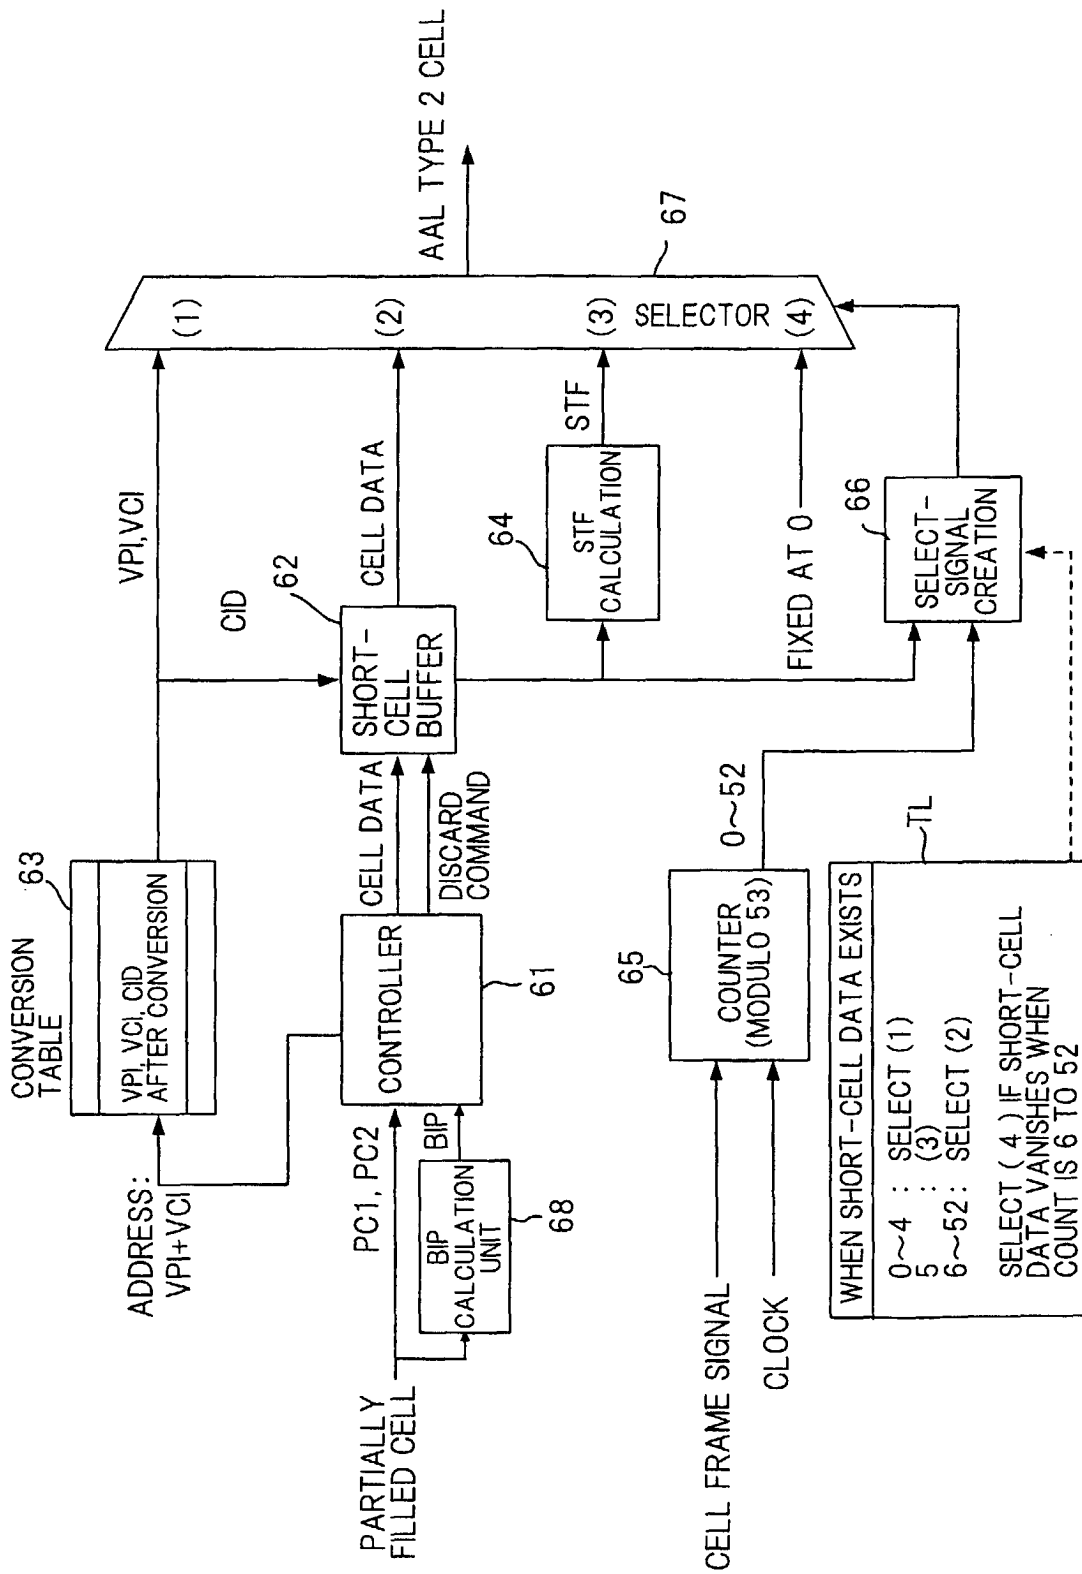 CONVERSION
TABLE
63
VPI, VCI, CID
AFTER CONVERSION
ADDRESS:
VPI+VCI
VPI,VCI
CID
PARTIALLY
FILLED CELL
PC1, PC2
BIP
CALCULATION
UNIT
68
BIP
CONTROLLER
61
CELL DATA
DISCARD
COMMAND
SHORT-
CELL
BUFFER
62
CELL DATA
STF
CALCULATION
64
STF
FIXED AT 0
(1)
(2)
(3)
SELECTOR
(4)
67
AAL TYPE 2 CELL
CELL FRAME SIGNAL
CLOCK
COUNTER
(MODULO 53)
65
0~52
SELECT-
SIGNAL
CREATION
66
TL
WHEN SHORT-CELL DATA EXISTS
0~4 : SELECT (1)
5 : (3)
6~52 : SELECT (2)
SELECT (4) IF SHORT-CELL
DATA VANISHES WHEN
COUNT IS 6 TO 52